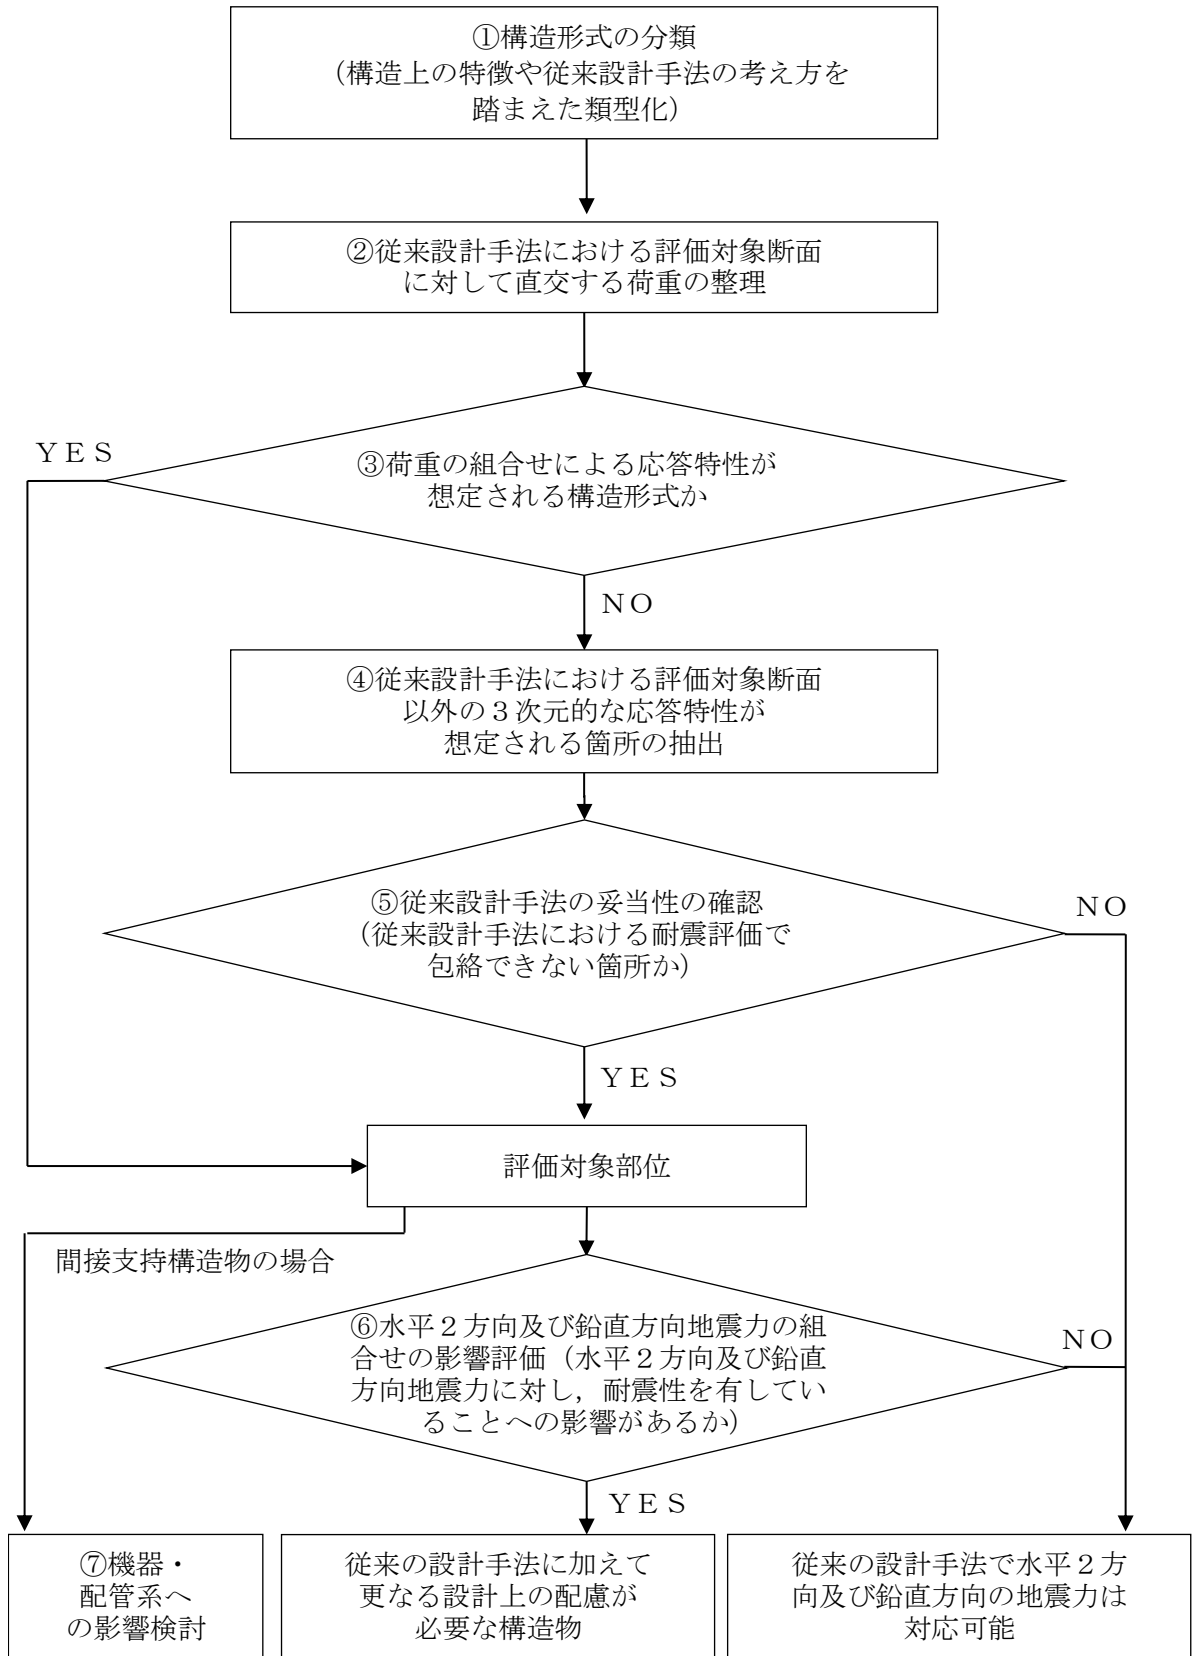 ①構造形式の分類
（構造上の特徴や従来設計手法の考え方を
踏まえた類型化）
②従来設計手法における評価対象断面
に対して直交する荷重の整理
ＹＥＳ
③荷重の組合せによる応答特性が
想定される構造形式か
ＮＯ
④従来設計手法における評価対象断面
以外の３次元的な応答特性が
想定される箇所の抽出
⑤従来設計手法の妥当性の確認
（従来設計手法における耐震評価で
包絡できない箇所か）
ＮＯ
ＹＥＳ
評価対象部位
間接支持構造物の場合
⑥水平２方向及び鉛直方向地震力の組
合せの影響評価（水平２方向及び鉛直
方向地震力に対し，耐震性を有してい
ることへの影響があるか）
ＮＯ
ＹＥＳ
⑦機器・
配管系へ
の影響検討
従来の設計手法に加えて
更なる設計上の配慮が
必要な構造物
従来の設計手法で水平２方
向及び鉛直方向の地震力は
対応可能